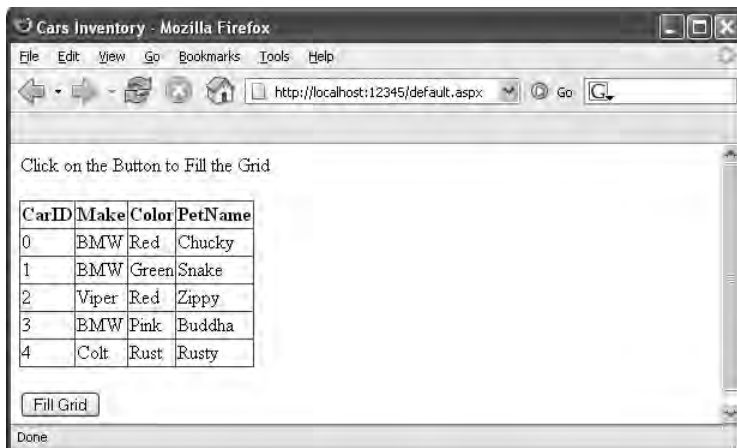 Cars Inventory - Mozilla Firefox
File Edit View Go Bookmarks Tools Help
http://localhost:12345/default.aspx Go G
Click on the Button to Fill the Grid
CarID Make Color PetName
0 BMW Red Chucky
1 BMW Green Snake
2 Viper Red Zippy
3 BMW Pink Buddha
4 Colt Rust Rusty
Fill Grid
Done